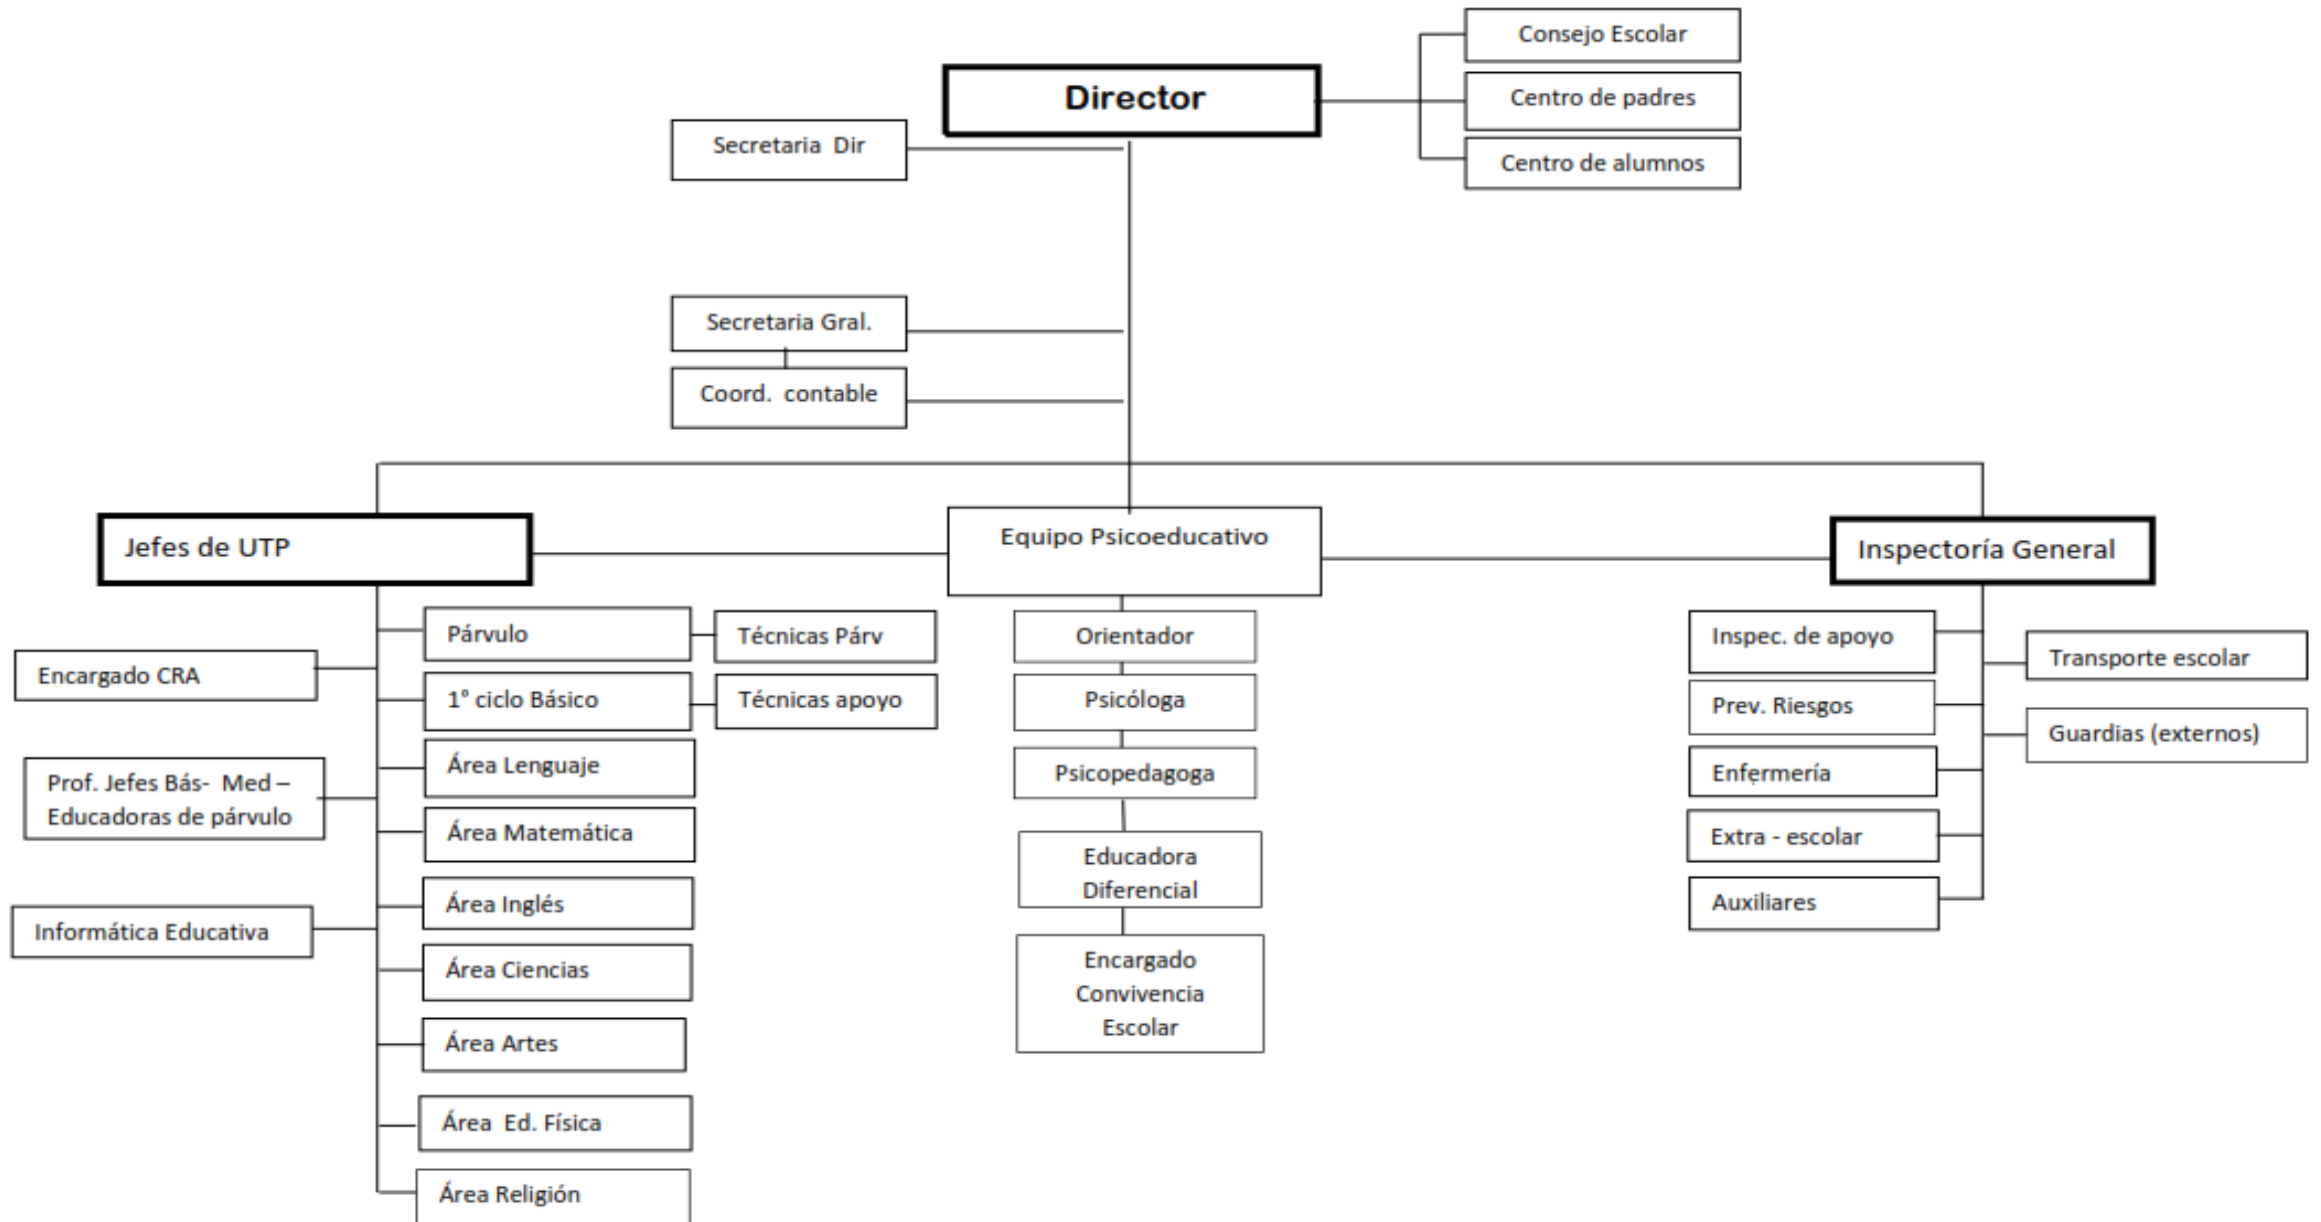 Consejo Escolar
Director
Centro de padres
Secretaria Dir
Centro de alumnos
Secretaria Gral.
Coord. contable
Jefes de UTP
Equipo Psicoeducativo
Inspectoría General
Encargado CRA
Prof. Jefes Bás- Med –
Educadoras de párvulo
Informática Educativa
Párvulo
Técnicas Párv
1° ciclo Básico
Técnicas apoyo
Área Lenguaje
Área Matemática
Área Inglés
Área Ciencias
Área Artes
Área Ed. Física
Área Religión
Orientador
Psicóloga
Psicopedagoga
Educadora
Diferencial
Encargado
Convivencia
Escolar
Inspec. de apoyo
Prev. Riesgos
Enfermería
Extra - escolar
Auxiliares
Transporte escolar
Guardias (externos)